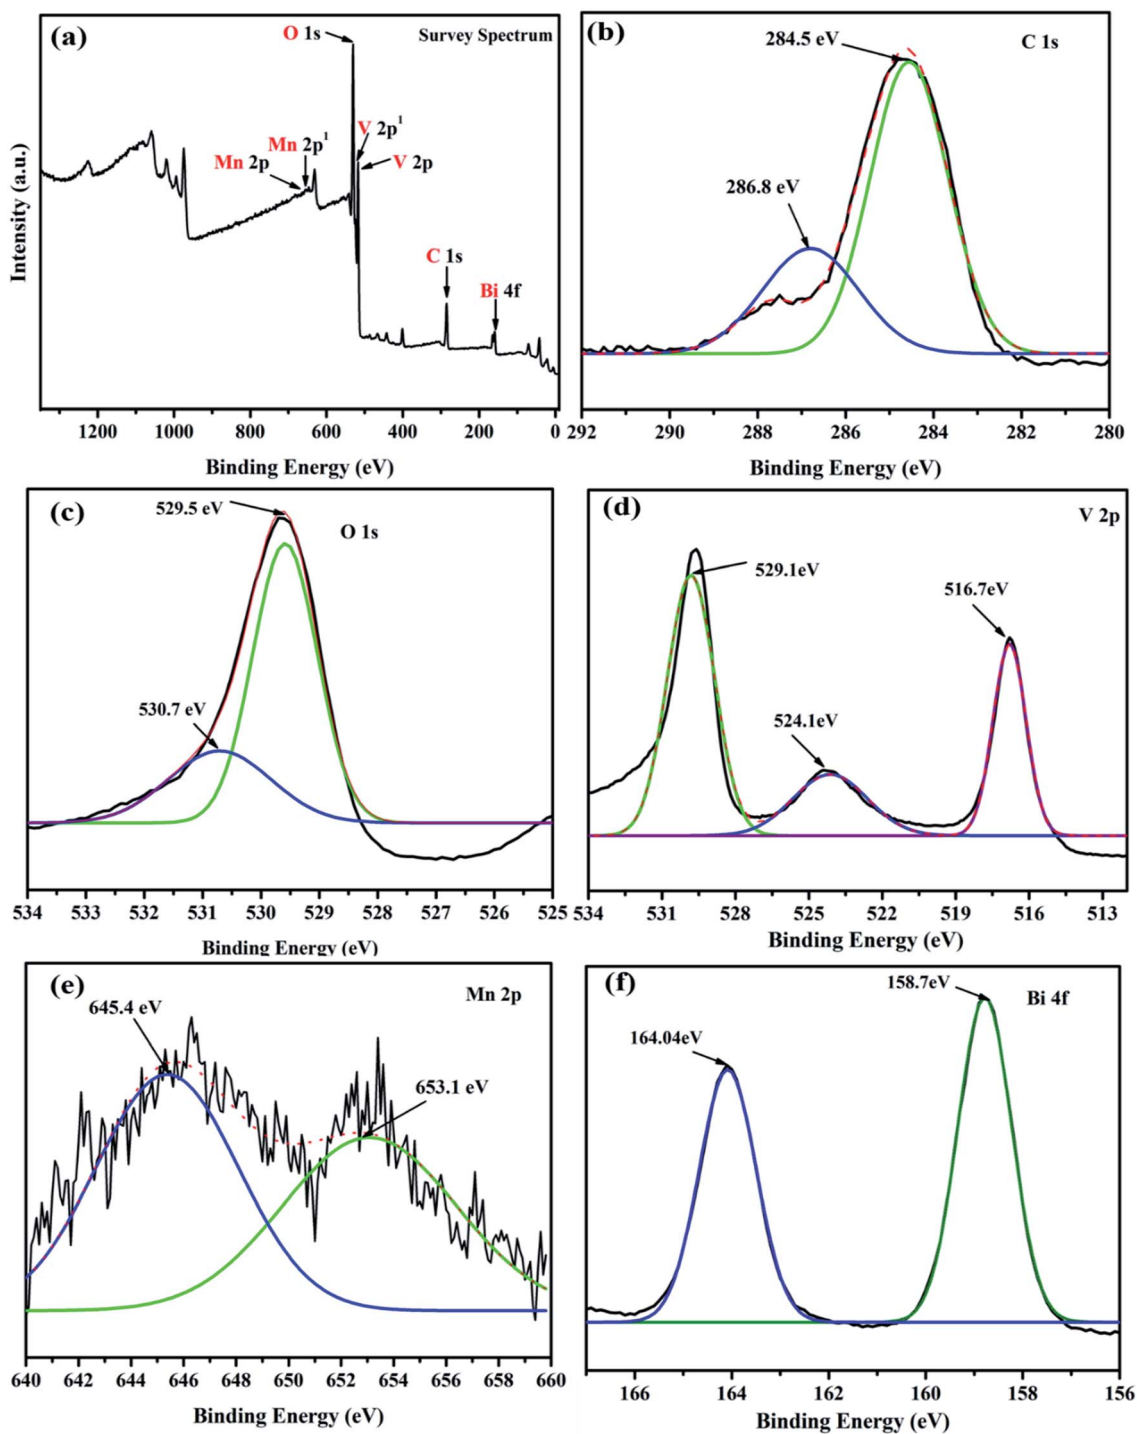 (a)
O 1s
Survey Spectrum
V 2p1
Mn 2p1
Mn 2p
V 2p
C 1s
Bi 4f
Intensity (a.u.)
1200 1000 800 600 400 200 0
Binding Energy (eV)
(b)
284.5 eV
C 1s
286.8 eV
292 290 288 286 284 282 280
Binding Energy (eV)
(c)
529.5 eV
O 1s
530.7 eV
534 533 532 531 530 529 528 527 526 525
Binding Energy (eV)
(d)
V 2p
529.1eV
516.7eV
524.1eV
534 531 528 525 522 519 516 513
Binding Energy (eV)
(e)
Mn 2p
645.4 eV
653.1 eV
640 642 644 646 648 650 652 654 656 658 660
Binding Energy (eV)
(f)
158.7eV
Bi 4f
164.04eV
166 164 162 160 158 156
Binding Energy (eV)